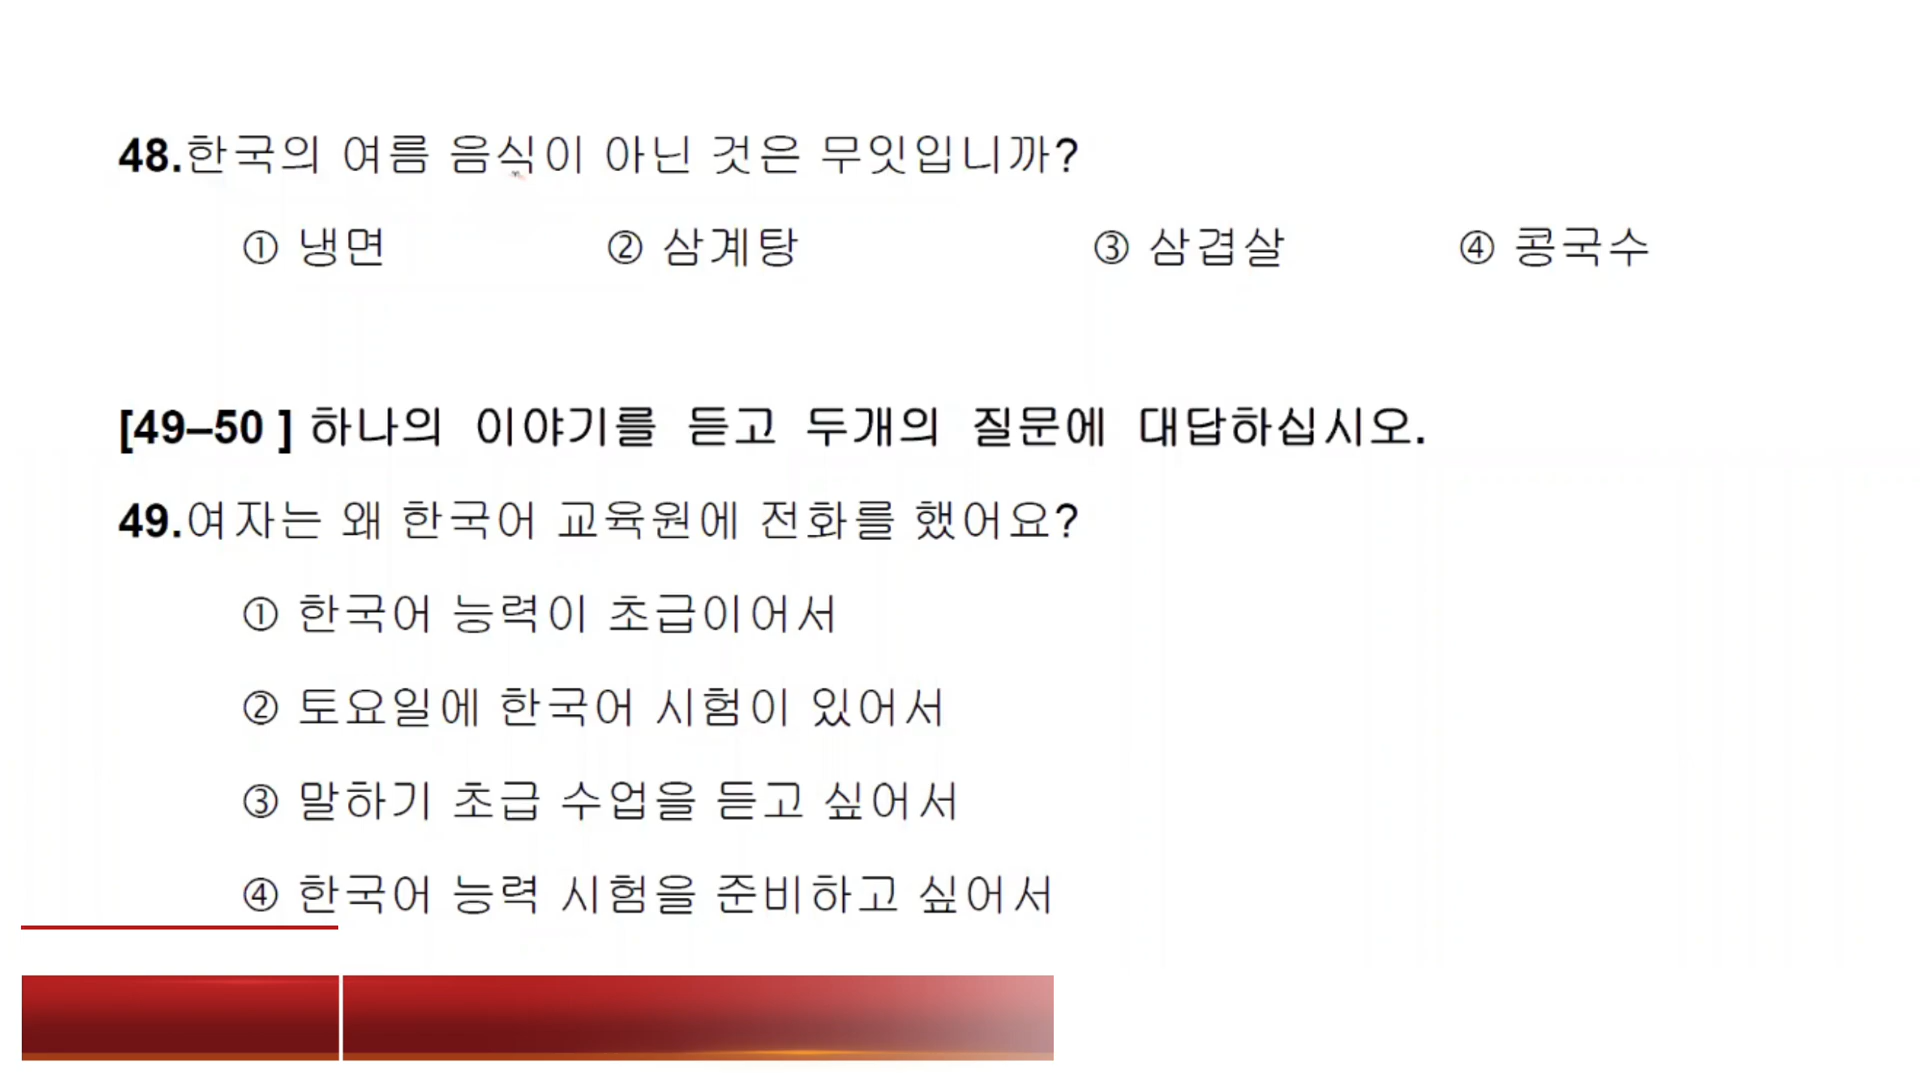 48.한국의 여름 음식이 아닌 것은 무잇입니까?
① 냉면 ② 삼계탕 ③ 삼겹살 ④ 콩국수
[49–50 ] 하나의 이야기를 듣고 두개의 질문에 대답하십시오.
49.여자는 왜 한국어 교육원에 전화를 했어요?
① 한국어 능력이 초급이어서
② 토요일에 한국어 시험이 있어서
③ 말하기 초급 수업을 듣고 싶어서
④ 한국어 능력 시험을 준비하고 싶어서